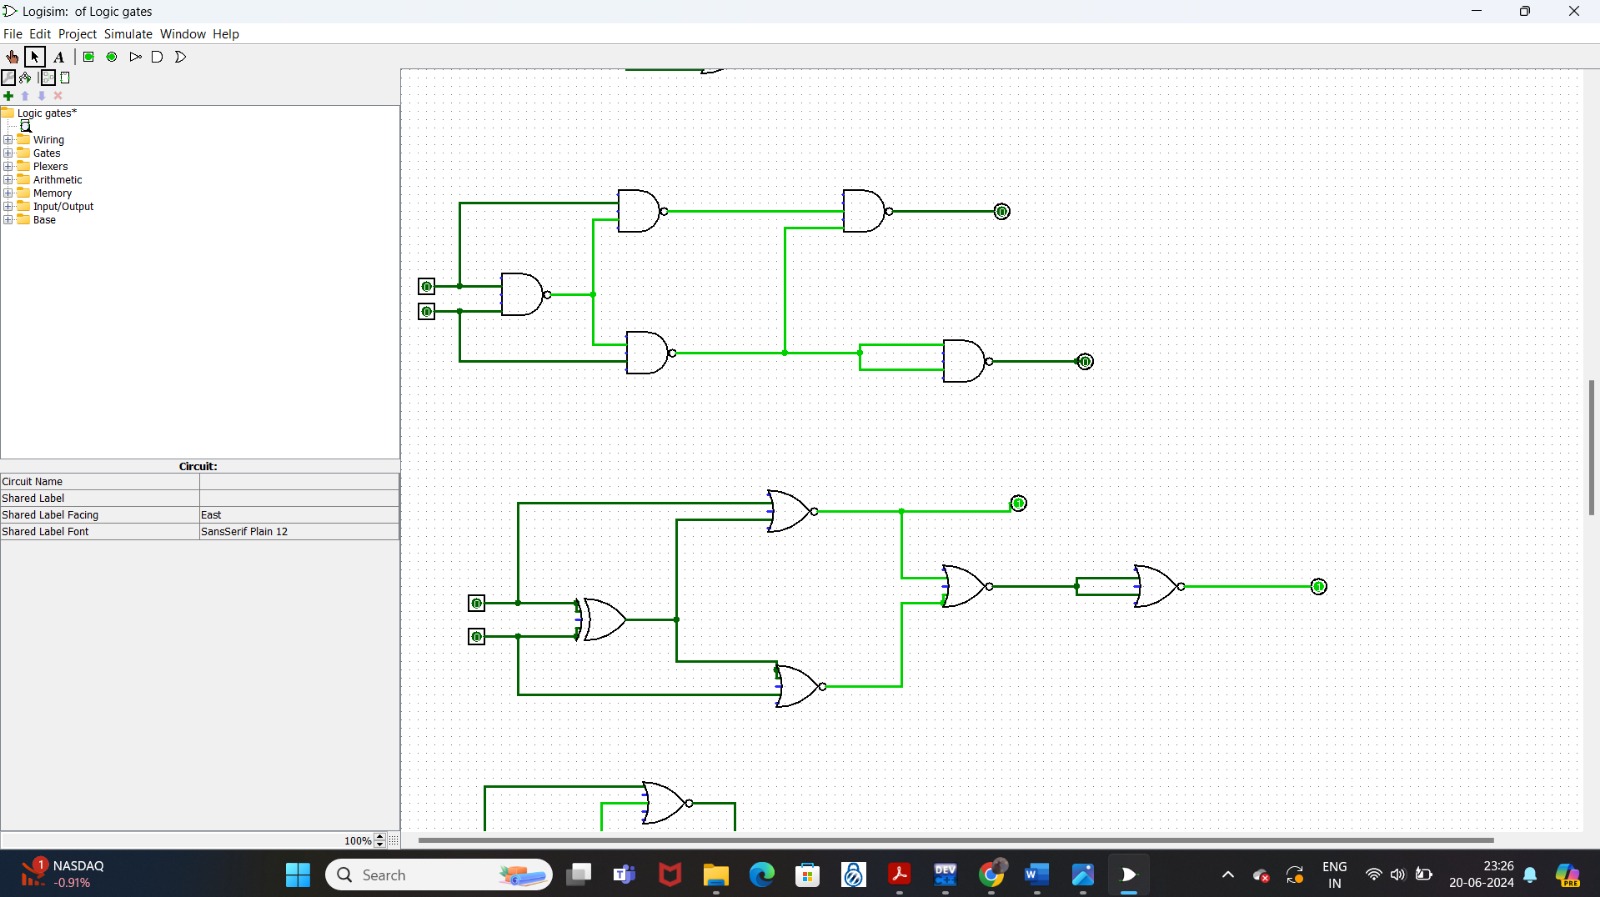 Logisim: of Logic gates
File Edit Project Simulate Window Help
A
Logic gates*
Wiring
Gates
Plexers
Arithmetic
Memory
Input/Output
Base
Circuit:
Circuit Name
Shared Label
Shared Label Facing East
Shared Label Font SansSerif Plain 12
0
0
0
0
1
0
0
1
100%
1
NASDAQ
-0.91%
Search
DEV
ENG
IN
23:26
20-06-2024
PRE